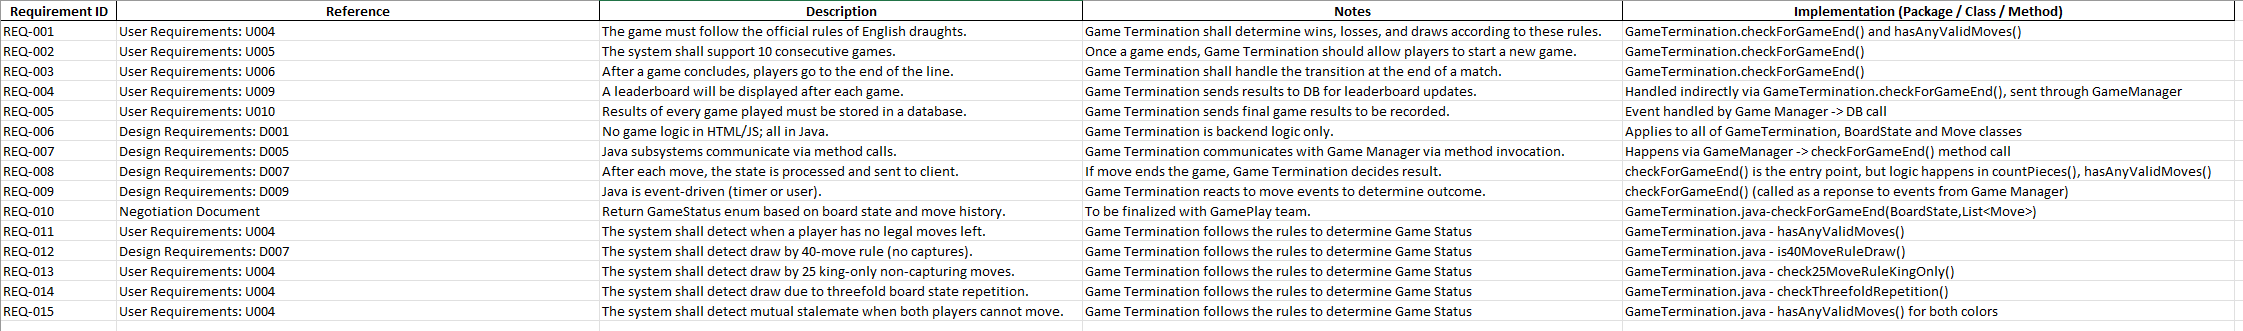 Requirement ID Reference Description Notes Implementation (Package / Class / Method)
REQ-001 User Requirements: U004 The game must follow the official rules of English draughts. Game Termination shall determine wins, losses, and draws according to these rules. GameTermination.checkForGameEnd() and hasAnyValidMoves()
REQ-002 User Requirements: U005 The system shall support 10 consecutive games. Once a game ends, Game Termination should allow players to start a new game. GameTermination.checkForGameEnd()
REQ-003 User Requirements: U006 After a game concludes, players go to the end of the line. Game Termination shall handle the transition at the end of a match. GameTermination.checkForGameEnd()
REQ-004 User Requirements: U009 A leaderboard will be displayed after each game. Game Termination sends results to DB for leaderboard updates. Handled indirectly via GameTermination.checkForGameEnd(), sent through GameManager
REQ-005 User Requirements: U010 Results of every game played must be stored in a database. Game Termination sends final game results to be recorded. Event handled by Game Manager -> DB call
REQ-006 Design Requirements: D001 No game logic in HTML/JS; all in Java. Game Termination is backend logic only. Applies to all of GameTermination, BoardState and Move classes
REQ-007 Design Requirements: D005 Java subsystems communicate via method calls. Game Termination communicates with Game Manager via method invocation. Happens via GameManager -> checkForGameEnd() method call
REQ-008 Design Requirements: D007 After each move, the state is processed and sent to client. If move ends the game, Game Termination decides result. checkForGameEnd() is the entry point, but logic happens in countPieces(), hasAnyValidMoves()
REQ-009 Design Requirements: D009 Java is event-driven (timer or user). Game Termination reacts to move events to determine outcome. checkForGameEnd() (called as a reponse to events from Game Manager)
REQ-010 Negotiation Document Return GameStatus enum based on board state and move history. To be finalized with GamePlay team. GameTermination.java-checkForGameEnd(BoardState,List<Move>)
REQ-011 User Requirements: U004 The system shall detect when a player has no legal moves left. Game Termination follows the rules to determine Game Status GameTermination.java - hasAnyValidMoves()
REQ-012 Design Requirements: D007 The system shall detect draw by 40-move rule (no captures). Game Termination follows the rules to determine Game Status GameTermination.java - is40MoveRuleDraw()
REQ-013 User Requirements: U004 The system shall detect draw by 25 king-only non-capturing moves. Game Termination follows the rules to determine Game Status GameTermination.java - check25MoveRuleKingOnly()
REQ-014 User Requirements: U004 The system shall detect draw due to threefold board state repetition. Game Termination follows the rules to determine Game Status GameTermination.java - checkThreefoldRepetition()
REQ-015 User Requirements: U004 The system shall detect mutual stalemate when both players cannot move. Game Termination follows the rules to determine Game Status GameTermination.java - hasAnyValidMoves() for both colors